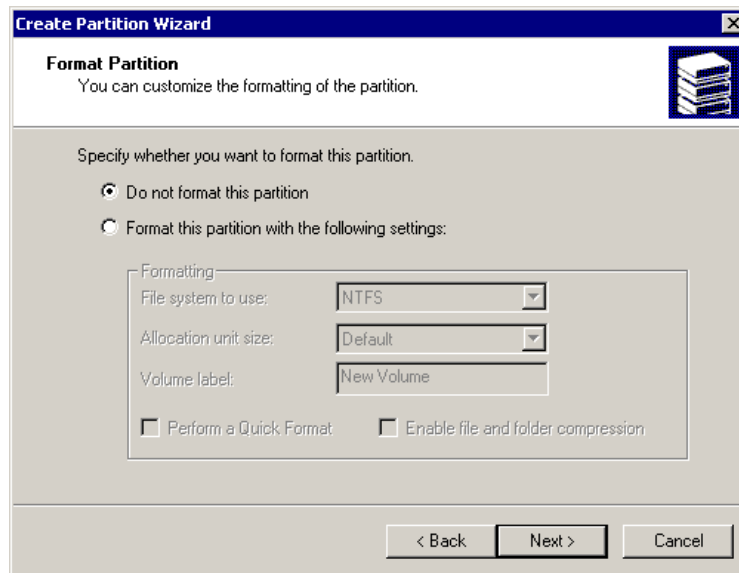 Create Partition Wizard
Format Partition
You can customize the formatting of the partition.
Specify whether you want to format this partition.
Do not format this partition
Format this partition with the following settings:
Formatting
File system to use: NTFS
Allocation unit size: Default
Volume label: New Volume
Perform a Quick Format Enable file and folder compression
< Back Next > Cancel